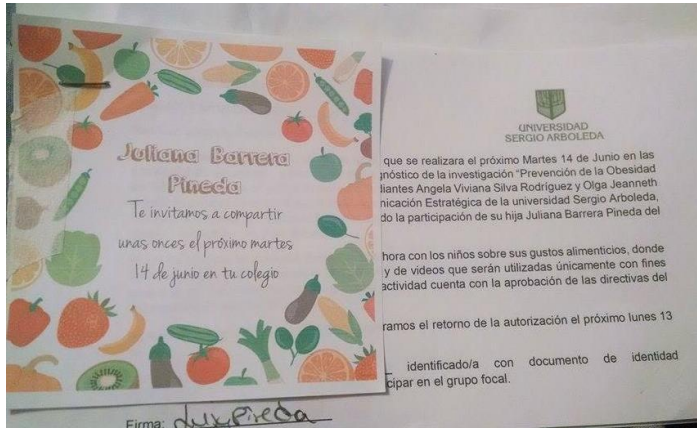 Juliana Barrera
Pineda
Te invitamos a compartir
unas onces el próximo martes
14 de junio en tu colegio
UNIVERSIDAD
SERGIO ARBOLEDA
que se realizara el próximo Martes 14 de Junio en las
nóstico de la investigación "Prevención de la Obesidad
diantes Angela Viviana Silva Rodríguez y Olga Jeanneth
nicación Estratégica de la universidad Sergio Arboleda,
do la participación de su hija Juliana Barrera Pineda del
hora con los niños sobre sus gustos alimenticios, donde
y de videos que serán utilizadas únicamente con fines
actividad cuenta con la aprobación de las directivas del
ramos el retorno de la autorización el próximo lunes 13
identificado/a con documento de identidad
cipar en el grupo focal.
Firma: Luz Pineda